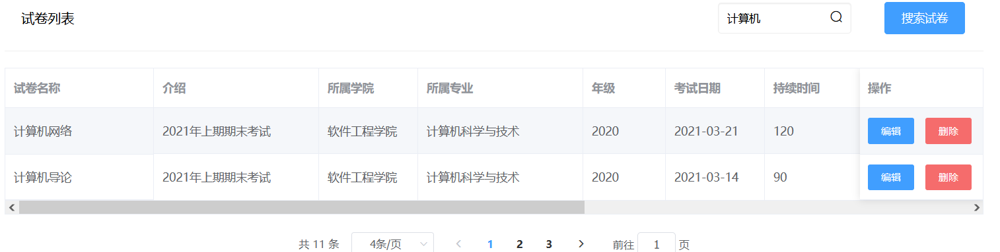 试卷列表 计算机 搜索试卷
试卷名称 介绍 所属学院 所属专业 年级 考试日期 持续时间 操作
计算机网络 2021年上期期末考试 软件工程学院 计算机科学与技术 2020 2021-03-21 120 编辑 删除
计算机导论 2021年上期期末考试 软件工程学院 计算机科学与技术 2020 2021-03-14 90 编辑 删除
共 11 条 4条/页 1 2 3 前往 1 页